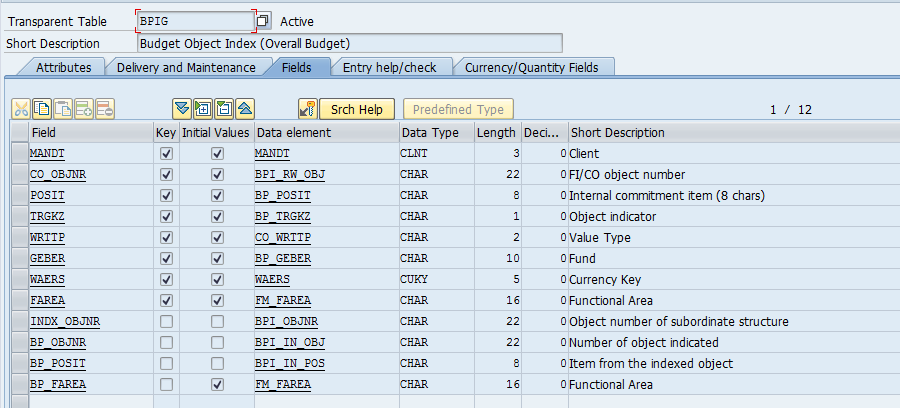 Transparent Table BPIG Active
Short Description Budget Object Index (Overall Budget)
Attributes Delivery and Maintenance Fields Entry help/check Currency/Quantity Fields
Srch Help Predefined Type 1 / 12
Field Key Initial Values Data element Data Type Length Deci... Short Description
MANDT MANDT CLNT 3 0 Client
CO_OBJNR BPI_RW_OBJ CHAR 22 0 FI/CO object number
POSIT BP_POSIT CHAR 8 0 Internal commitment item (8 chars)
TRGKZ BP_TRGKZ CHAR 1 0 Object indicator
WRTTP CO_WRTTP CHAR 2 0 Value Type
GEBER BP_GEBER CHAR 10 0 Fund
WAERS WAERS CUKY 5 0 Currency Key
FAREA FM_FAREA CHAR 16 0 Functional Area
INDX_OBJNR BPI_OBJNR CHAR 22 0 Object number of subordinate structure
BP_OBJNR BPI_IN_OBJ CHAR 22 0 Number of object indicated
BP_POSIT BPI_IN_POS CHAR 8 0 Item from the indexed object
BP_FAREA FM_FAREA CHAR 16 0 Functional Area